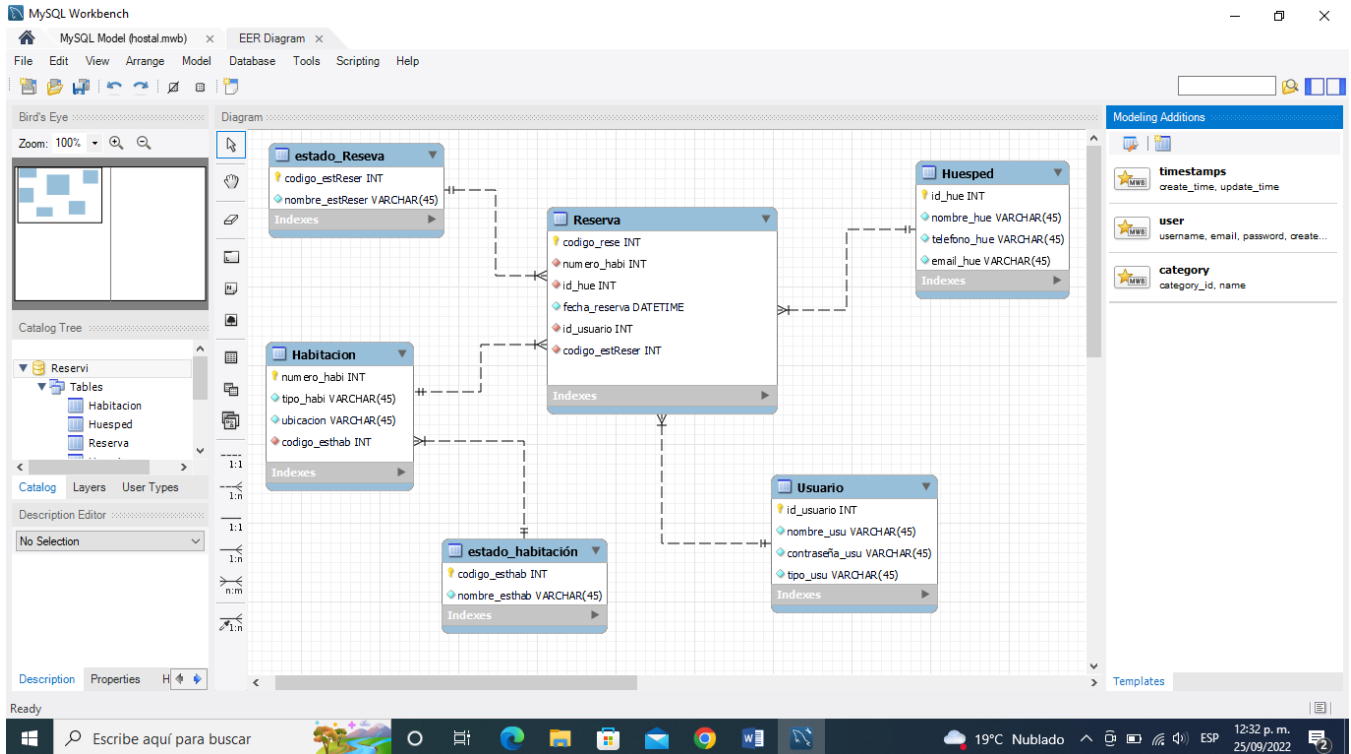 MySQL Workbench
MySQL Model (hostal.mwb) ×
EER Diagram ×
File Edit View Arrange Model Database Tools Scripting Help
Bird's Eye
Zoom: 100%
Catalog Tree
Reservi
Tables
Habitacion
Huesped
Reserva
Catalog Layers User Types
Description Editor
No Selection
Description Properties H
Ready
Diagram
1:1
1:n
1:1
1:n
n:m
1:n
estado_Reseva
codigo_estReser INT
nombre_estReser VARCHAR(45)
Indexes
Reserva
codigo_rese INT
numero_habi INT
id_hue INT
fecha_reserva DATETIME
id_usuario INT
codigo_estReser INT
Indexes
Huesped
id_hue INT
nombre_hue VARCHAR(45)
telefono_hue VARCHAR(45)
email_hue VARCHAR(45)
Indexes
Habitacion
numero_habi INT
tipo_habi VARCHAR(45)
ubicacion VARCHAR(45)
codigo_esthab INT
Indexes
estado_habitación
codigo_esthab INT
nombre_esthab VARCHAR(45)
Indexes
Usuario
id_usuario INT
nombre_usu VARCHAR(45)
contraseña_usu VARCHAR(45)
tipo_usu VARCHAR(45)
Indexes
Modeling Additions
timestamps
create_time, update_time
user
username, email, password, create...
category
category_id, name
Templates
Escribe aquí para buscar
19°C Nublado
ESP
12:32 p. m.
25/09/2022
2